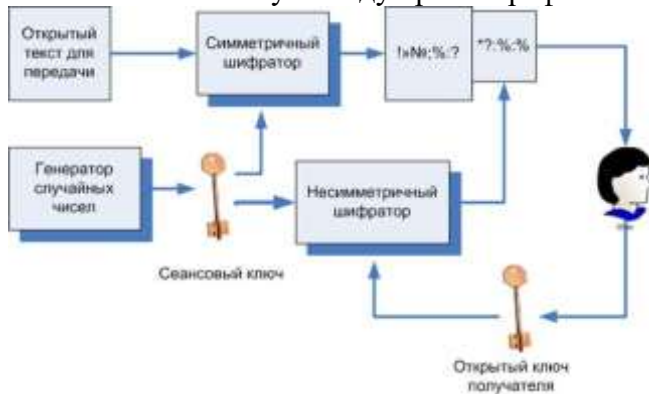 Открытый
текст для
передачи
Симметричный
шифратор
!»№;%:?
*?:%:%
Генератор
случайных
чисел
Несимметричный
шифратор
Сеансовый ключ
Открытый ключ
получателя